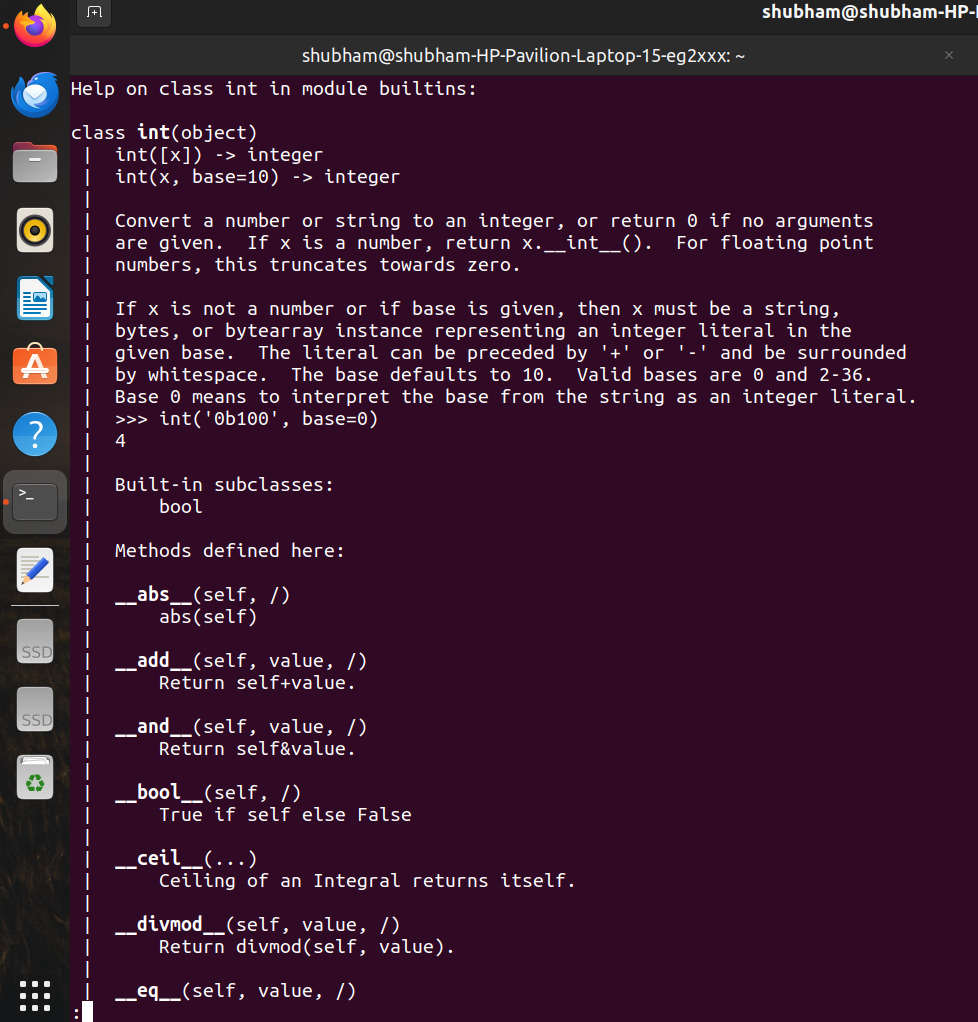 shubham@shubham-HP-
shubham@shubham-HP-Pavilion-Laptop-15-eg2xxx: ~
Help on class int in module builtins:
class int(object)
 |  int([x]) -> integer
 |  int(x, base=10) -> integer
 |
 |  Convert a number or string to an integer, or return 0 if no arguments
 |  are given.  If x is a number, return x.__int__().  For floating point
 |  numbers, this truncates towards zero.
 |
 |  If x is not a number or if base is given, then x must be a string,
 |  bytes, or bytearray instance representing an integer literal in the
 |  given base.  The literal can be preceded by '+' or '-' and be surrounded
 |  by whitespace.  The base defaults to 10.  Valid bases are 0 and 2-36.
 |  Base 0 means to interpret the base from the string as an integer literal.
 |  >>> int('0b100', base=0)
 |  4
 |
 |  Built-in subclasses:
 |      bool
 |
 |  Methods defined here:
 |
 |  __abs__(self, /)
 |      abs(self)
 |
 |  __add__(self, value, /)
 |      Return self+value.
 |
 |  __and__(self, value, /)
 |      Return self&value.
 |
 |  __bool__(self, /)
 |      True if self else False
 |
 |  __ceil__(...)
 |      Ceiling of an Integral returns itself.
 |
 |  __divmod__(self, value, /)
 |      Return divmod(self, value).
 |
 |  __eq__(self, value, /)
:
>_
SSD
SSD